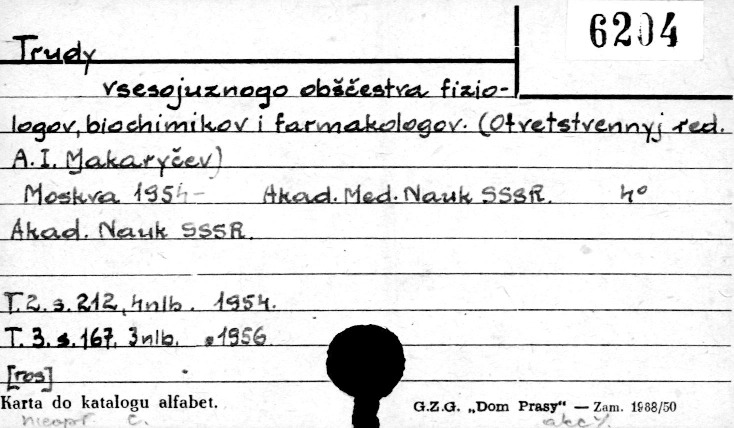 6204
Trudy
vsesojuznogo obščestva fizio-
logov, biochimikov i farmakologov. (Otvetstvennyj red.
A. I. Makaryčev)
Moskva 1954- Akad. Med. Nauk SSSR. 4°
Akad. Nauk SSSR.
T. 2. s. 212, 4nlb. 1954.
T. 3. s. 167, 3nlb. 1956
[ros]
Karta do katalogu alfabet. G.Z.G. „Dom Prasy“ — Zam. 1988/50
nieopr. c.